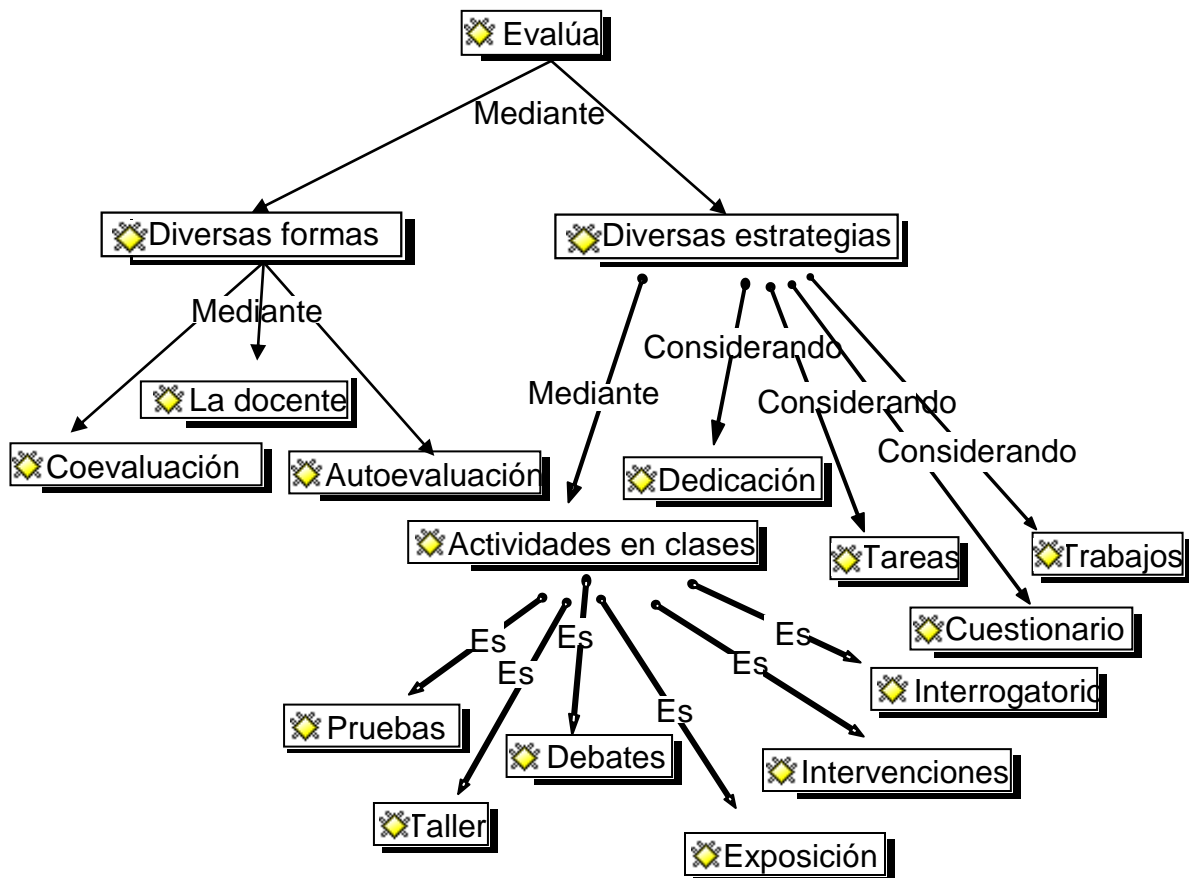 Evalúa
Mediante
Diversas formas
Diversas estrategias
Mediante
Considerando
Mediante
La docente
Considerando
Considerando
Coevaluación
Autoevaluación
Dedicación
Actividades en clases
Tareas
Trabajos
Cuestionario
Es
Es
Es
Es
Es
Es
Interrogatorio
Pruebas
Debates
Intervenciones
Taller
Exposición